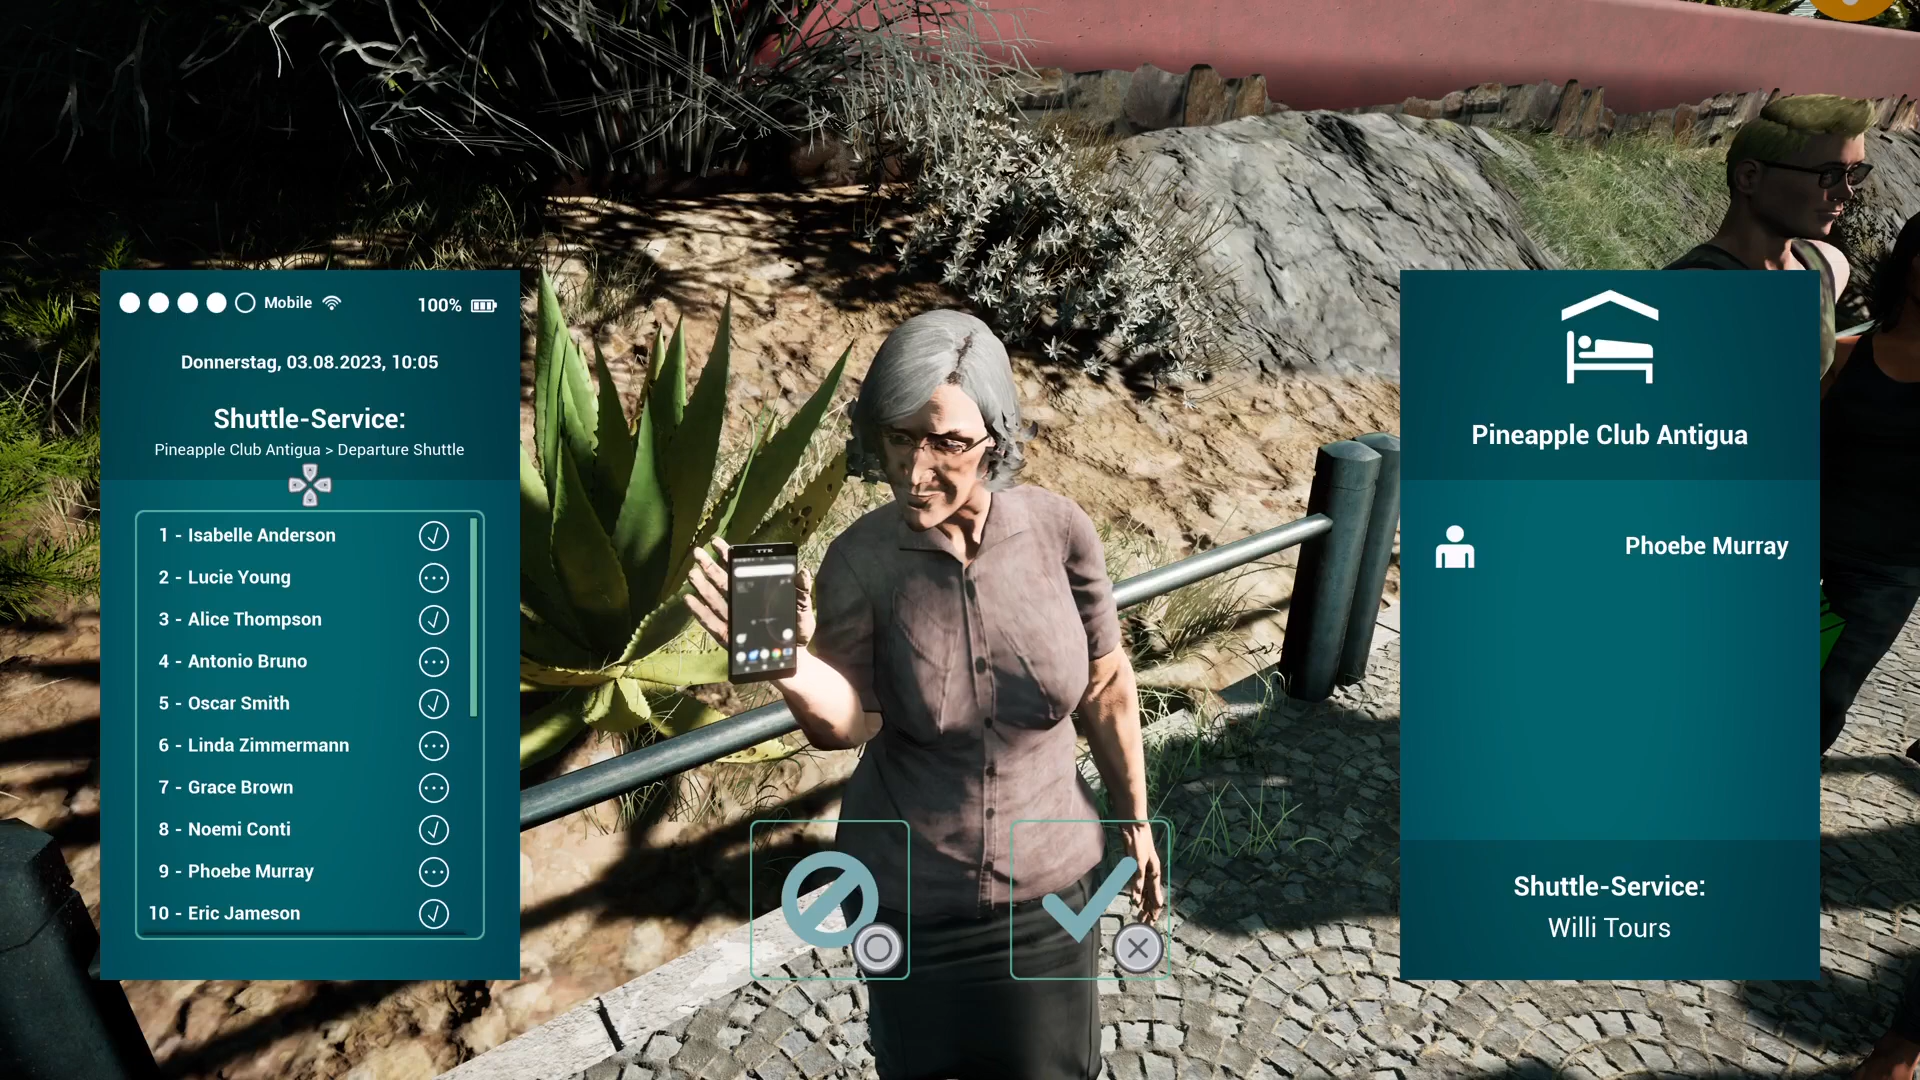 Mobile
100%
Donnerstag, 03.08.2023, 10:05
Shuttle-Service:
Pineapple Club Antigua > Departure Shuttle
1 - Isabelle Anderson
2 - Lucie Young
3 - Alice Thompson
4 - Antonio Bruno
5 - Oscar Smith
6 - Linda Zimmermann
7 - Grace Brown
8 - Noemi Conti
9 - Phoebe Murray
10 - Eric Jameson
TTK
Pineapple Club Antigua
Phoebe Murray
Shuttle-Service:
Willi Tours